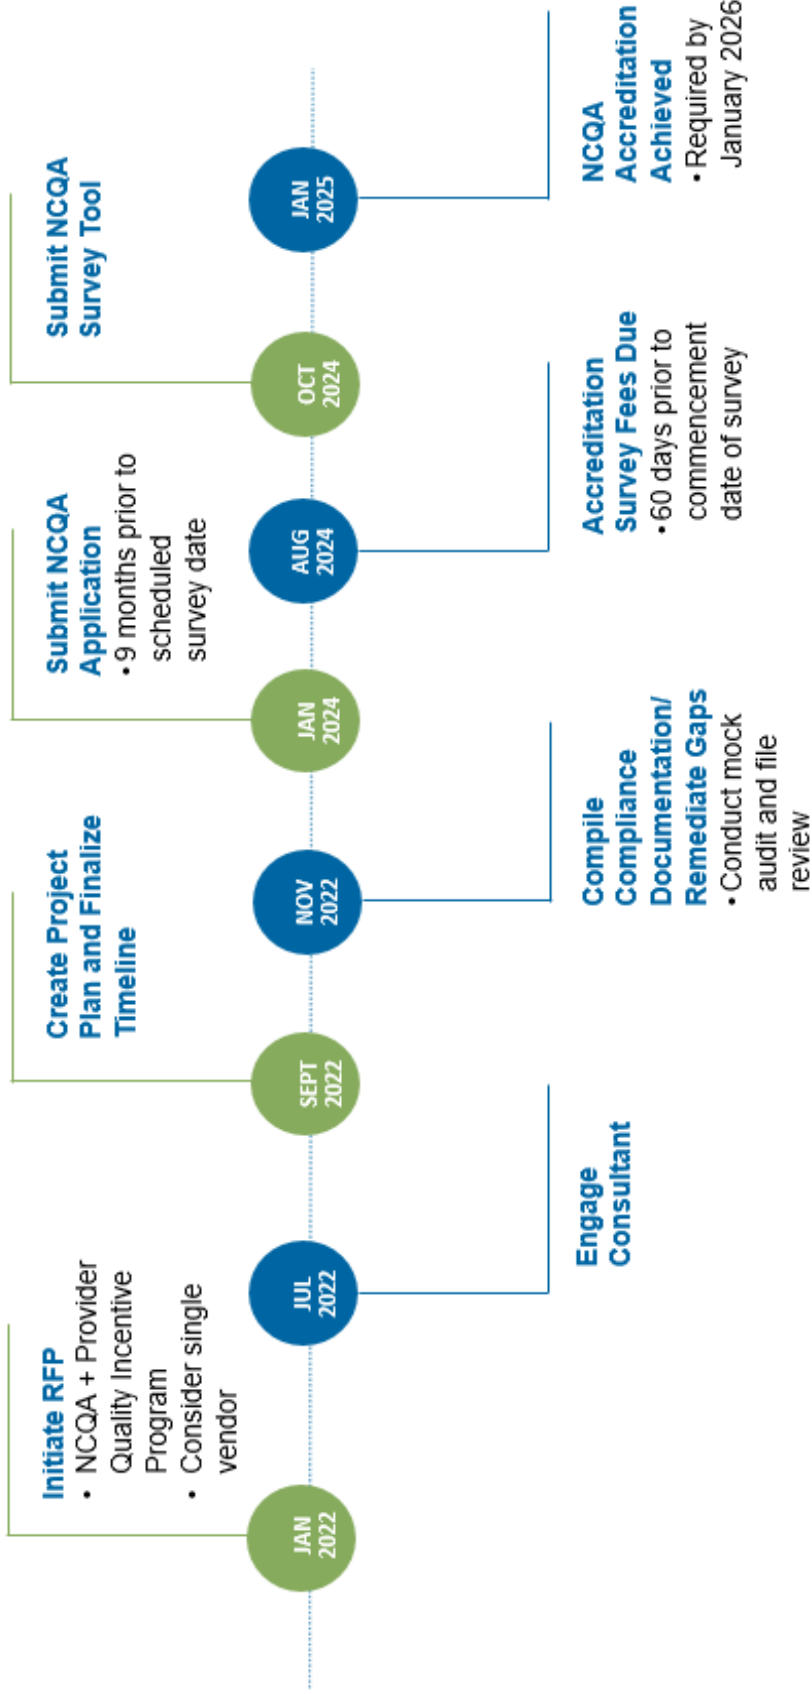 Initiate RFP
• NCQA + Provider
Quality Incentive
Program
• Consider single
vendor
Create Project
Plan and Finalize
Timeline
Submit NCQA
Application
• 9 months prior to
scheduled
survey date
Submit NCQA
Survey Tool
JAN
2022
JUL
2022
SEPT
2022
NOV
2022
JAN
2024
AUG
2024
OCT
2024
JAN
2025
Engage
Consultant
Compile
Compliance
Documentation/
Remediate Gaps
• Conduct mock
audit and file
review
Accreditation
Survey Fees Due
• 60 days prior to
commencement
date of survey
NCQA
Accreditation
Achieved
• Required by
January 2026